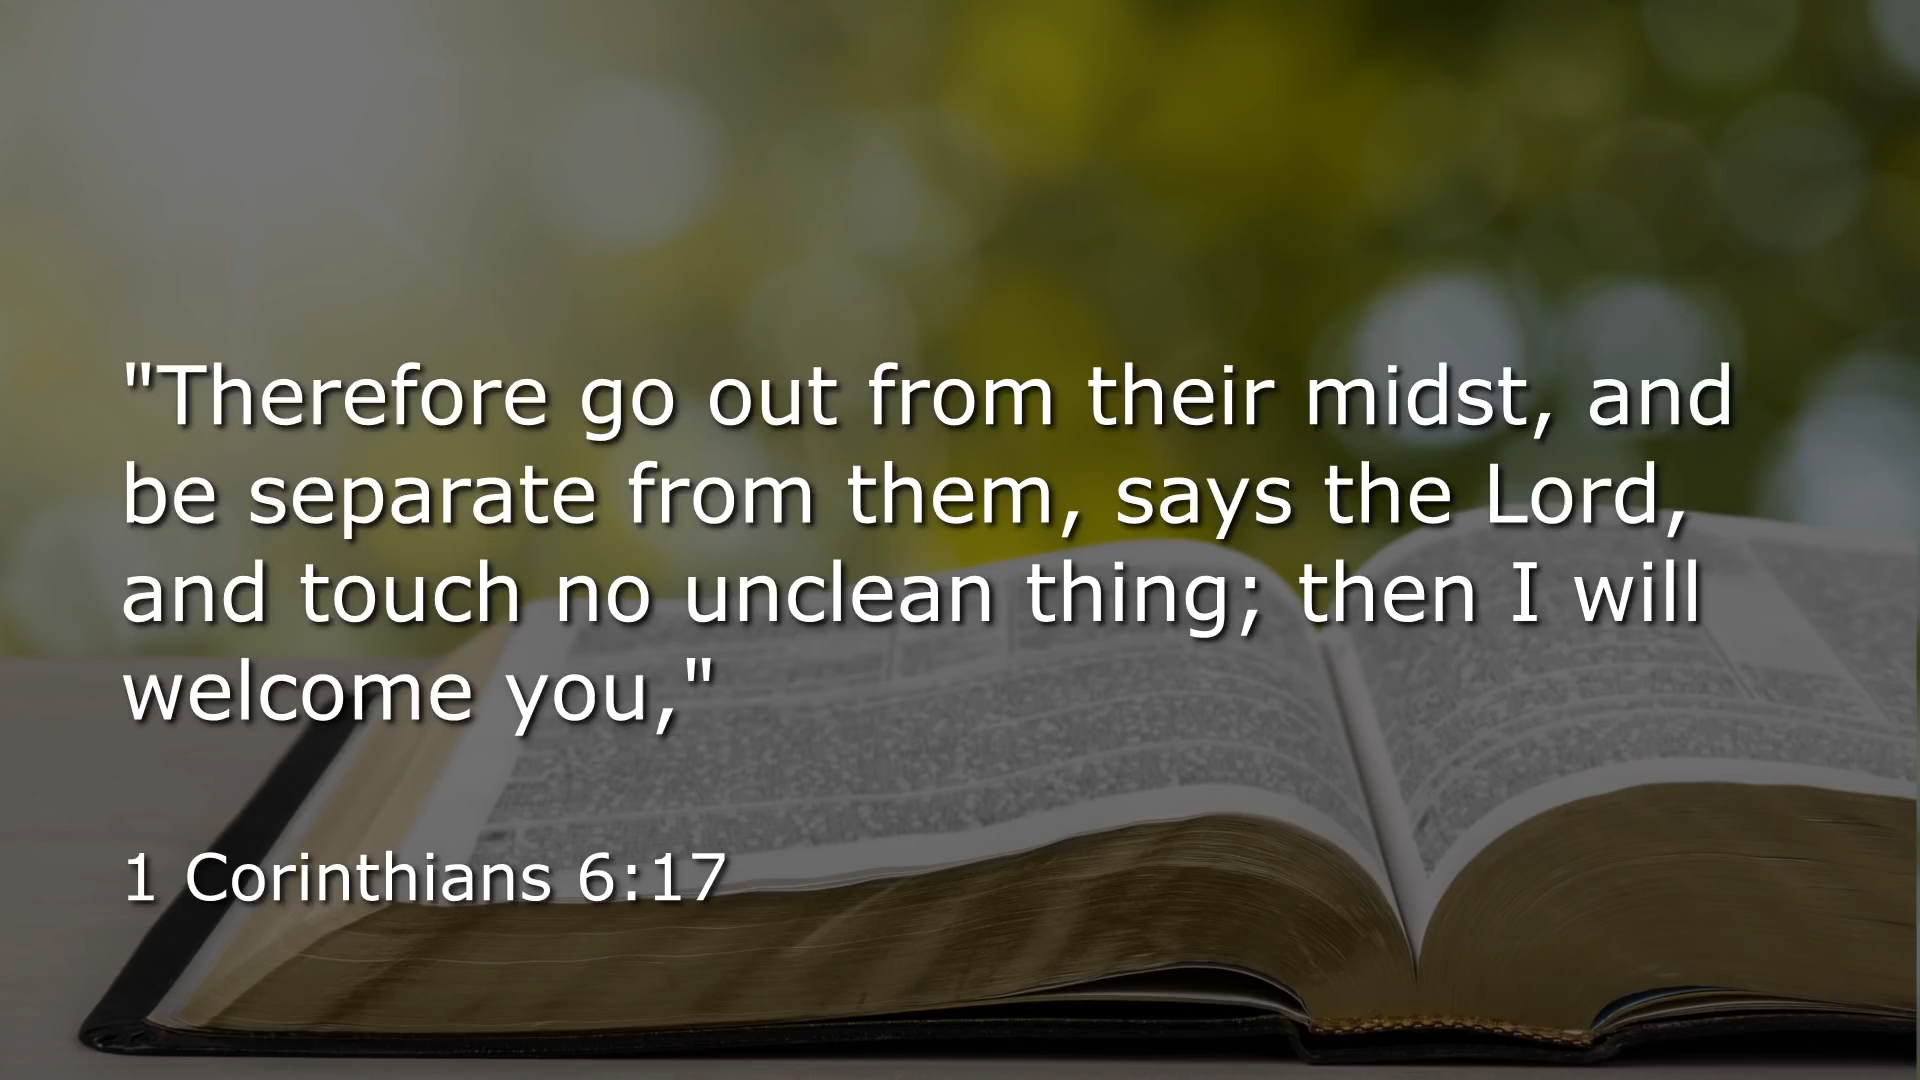 "Therefore go out from their midst, and
be separate from them, says the Lord,
and touch no unclean thing; then I will
welcome you,"
1 Corinthians 6:17